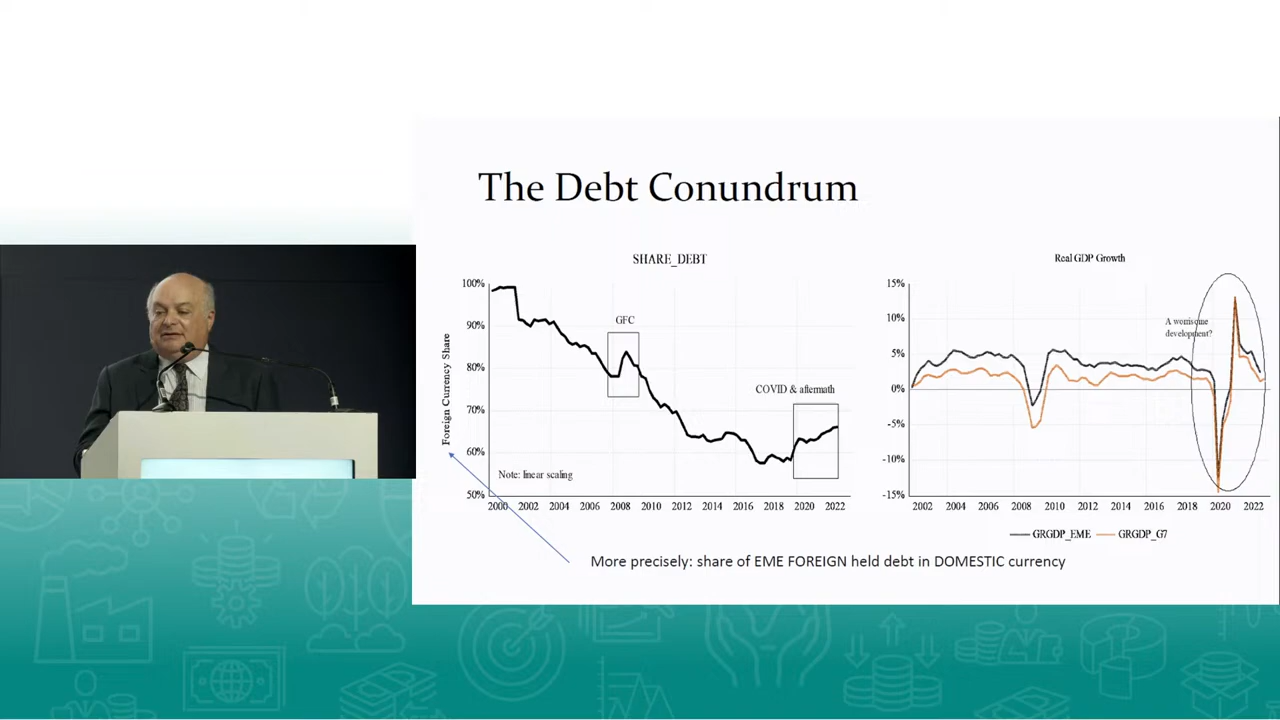 The Debt Conundrum
SHARE_DEBT
100%
90%
80%
70%
60%
50%
Foreign Currency Share
GFC
COVID & aftermath
Note: linear scaling
2000 2002 2004 2006 2008 2010 2012 2014 2016 2018 2020 2022
Real GDP Growth
15%
10%
5%
0%
-5%
-10%
-15%
A worrisome
development?
2002 2004 2006 2008 2010 2012 2014 2016 2018 2020 2022
GRGDP_EME GRGDP_G7
More precisely: share of EME FOREIGN held debt in DOMESTIC currency